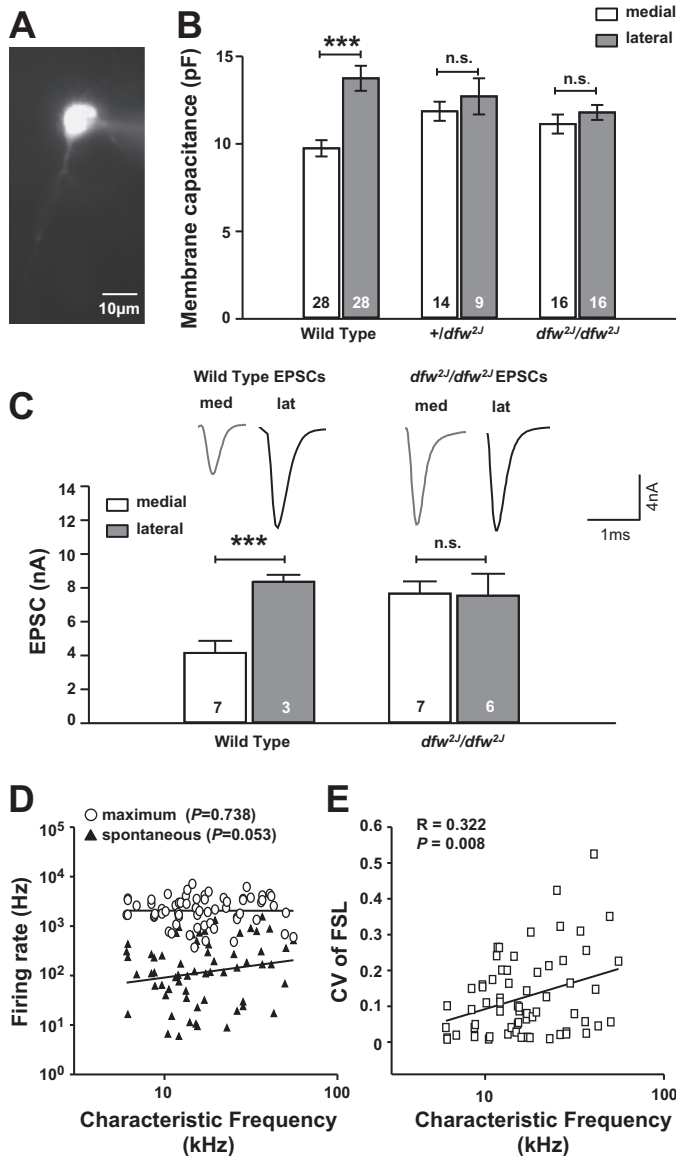 A
10µm
B
medial
lateral
Membrane capacitance (pF)
15
10
5
0
***
n.s.
n.s.
28
28
14
9
16
16
Wild Type
+/dfw2J
dfw2J/dfw2J
C
Wild Type EPSCs
dfw2J/dfw2J EPSCs
med
lat
med
lat
4nA
1ms
EPSC (nA)
14
12
10
8
6
4
2
0
medial
lateral
***
n.s.
7
3
7
6
Wild Type
dfw2J/dfw2J
D
maximum (P=0.738)
spontaneous (P=0.053)
Firing rate (Hz)
10^5
10^4
10^3
10^2
10^1
10^0
10
100
Characteristic Frequency
(kHz)
E
R = 0.322
P = 0.008
CV of FSL
0.6
0.5
0.4
0.3
0.2
0.1
0
10
100
Characteristic Frequency
(kHz)